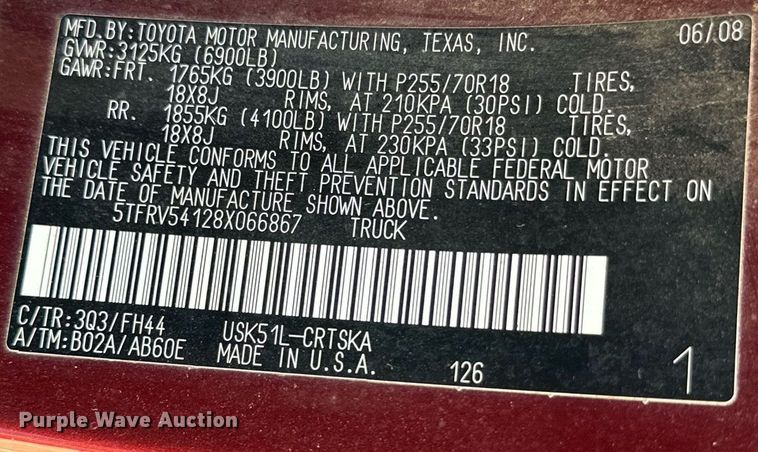 MFD.BY:TOYOTA MOTOR MANUFACTURING, TEXAS, INC. 06/08
GVWR:3125KG (6900LB)
GAWR:FRT. 1765KG (3900LB) WITH P255/70R18 TIRES,
18X8J RIMS, AT 210KPA (30PSI) COLD.
RR. 1855KG (4100LB) WITH P255/70R18 TIRES,
18X8J RIMS, AT 230KPA (33PSI) COLD.
THIS VEHICLE CONFORMS TO ALL APPLICABLE FEDERAL MOTOR
VEHICLE SAFETY AND THEFT PREVENTION STANDARDS IN EFFECT ON
THE DATE OF MANUFACTURE SHOWN ABOVE.
5TFRV54128X066867 TRUCK
C/TR:3Q3/FH44 USK51L-CRTSKA
A/TM:B02A/AB60E MADE IN U.S.A. 126 1
Purple Wave Auction